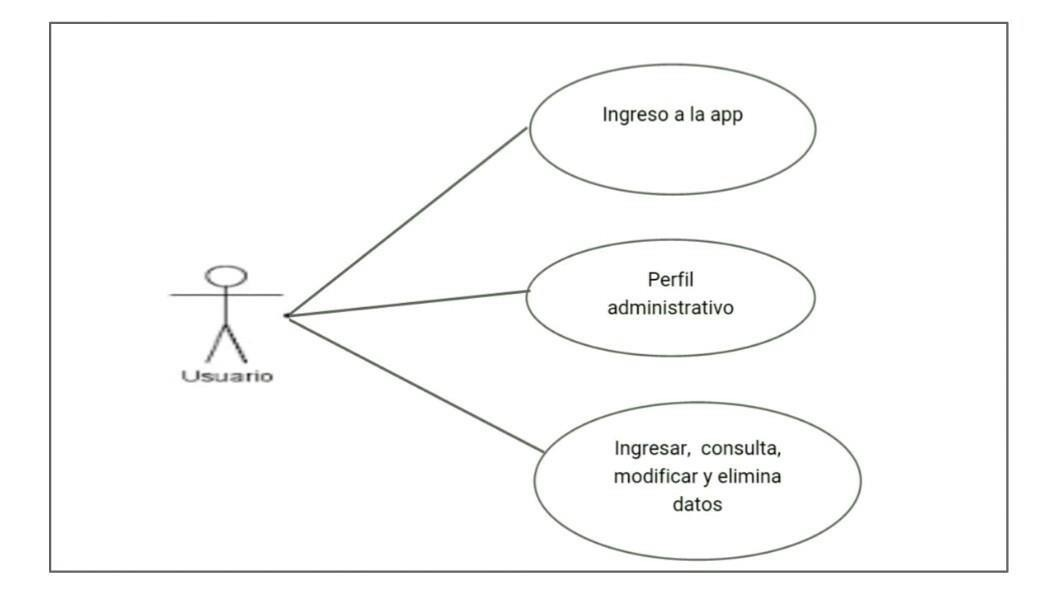 Ingreso a la app
Perfil
administrativo
Usuario
Ingresar, consulta,
modificar y elimina
datos